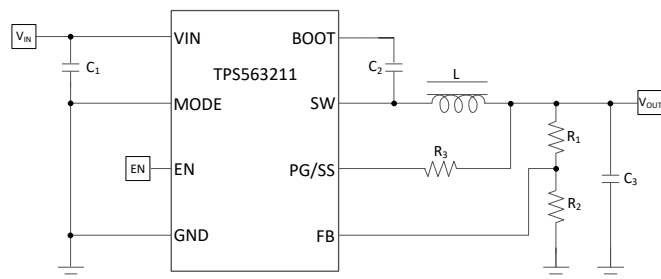 VIN
VIN
BOOT
C1
TPS563211
C2
L
MODE
SW
VOUT
R1
EN
EN
PG/SS
R3
C3
R2
GND
FB